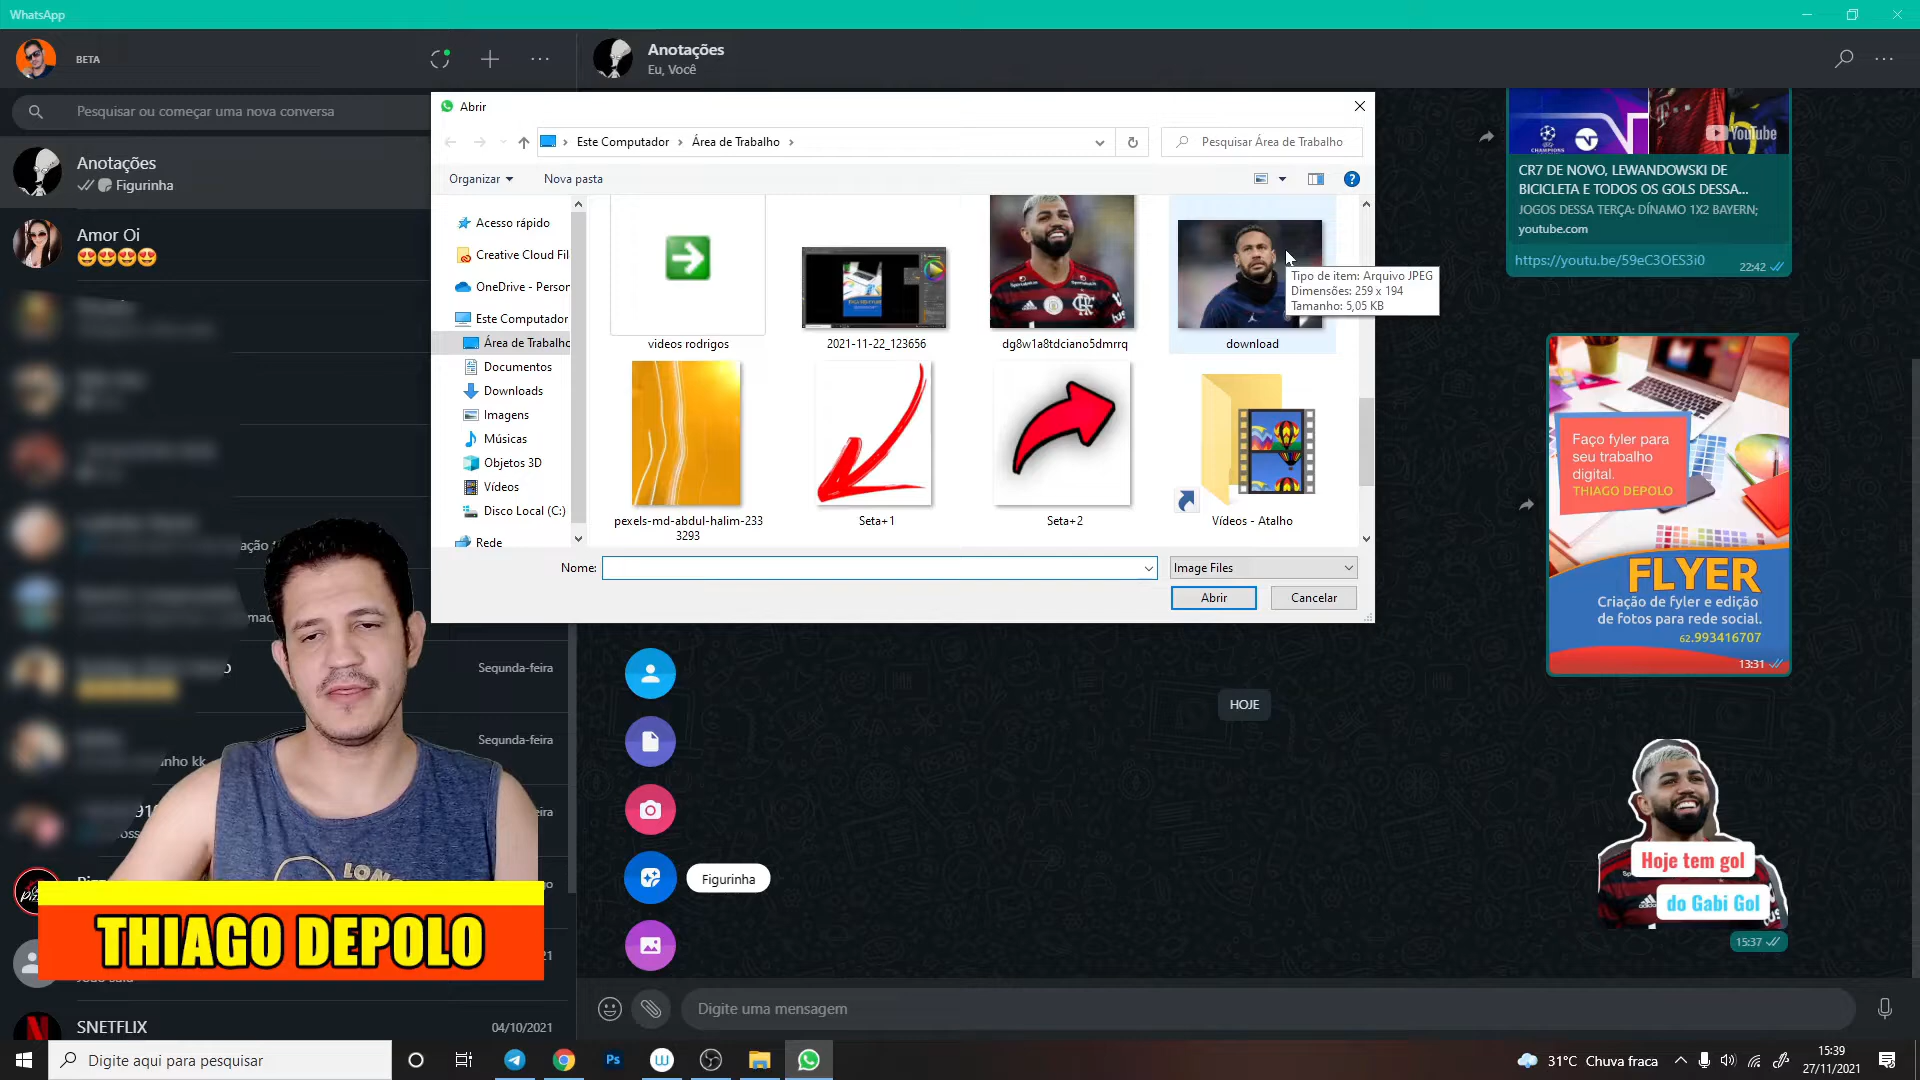 WhatsApp
BETA
Pesquisar ou começar uma nova conversa
Anotações
Figurinha
Amor Oi
Segunda-feira
Segunda-feira
SNETFLIX
04/10/2021
Anotações
Eu, Você
Abrir
Este Computador
Área de Trabalho
Pesquisar Área de Trabalho
Organizar
Nova pasta
Acesso rápido
Creative Cloud Fil
OneDrive - Person
Este Computador
Área de Trabalho
Documentos
Downloads
Imagens
Músicas
Objetos 3D
Vídeos
Disco Local (C:)
Rede
videos rodrigos
2021-11-22_123656
dg8w1a8tdciano5dmrrq
download
Tipo de item: Arquivo JPEG
Dimensões: 259 x 194
Tamanho: 5,05 KB
pexels-md-abdul-halim-233
3293
Seta+1
Seta+2
Vídeos - Atalho
Nome:
Image Files
Abrir
Cancelar
YouTube
CR7 DE NOVO, LEWANDOWSKI DE
BICICLETA E TODOS OS GOLS DESSA...
JOGOS DESSA TERÇA: DÍNAMO 1X2 BAYERN;
youtube.com
https://youtu.be/59eC3OES3i0
22:42
Faço fyler para
seu trabalho
digital.
THIAGO DEPOLO
FLYER
Criação de fyler e edição
de fotos para rede social.
62.993416707
13:31
HOJE
Figurinha
Hoje tem gol
do Gabi Gol
15:37
Digite uma mensagem
THIAGO DEPOLO
Digite aqui para pesquisar
Ps
31°C Chuva fraca
15:39
27/11/2021